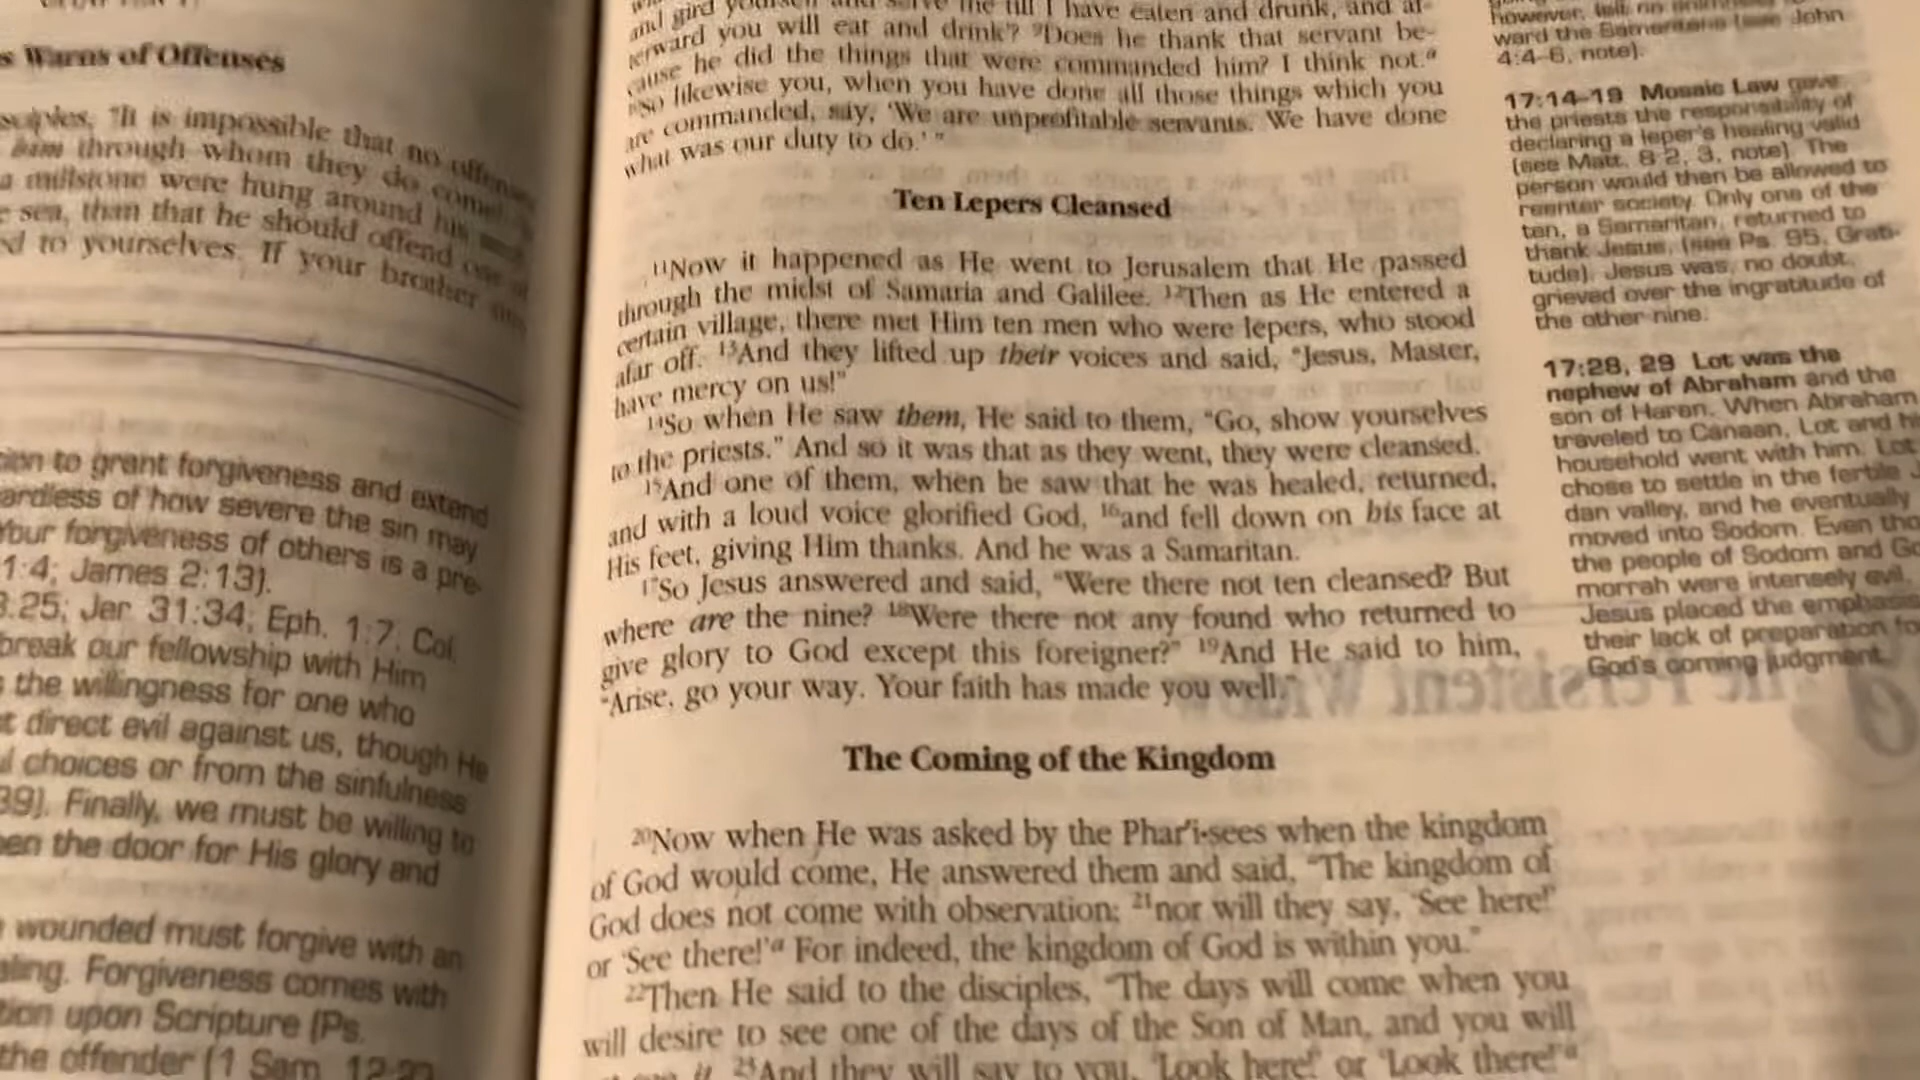 s Warns of Offenses
"It is impossible that no
him through whom they do come!
a millstone were hung around his
sea, than that he should offend
ed to yourselves. If your brother
to grant forgiveness and extend
of how severe the sin may
Your forgiveness of others is a pre-
1:4; James 2:13).
25; Jer. 31:34; Eph. 1:7; Col.
break our fellowship with Him
the willingness for one who
direct evil against us, though He
choices or from the sinfulness
39). Finally, we must be willing to
the door for His glory and
wounded must forgive with an
Forgiveness comes with
upon Scripture (Ps.
the offender (1 Sam. 12:
and gird yourself and serve me till I have eaten and drunk, and af-
terward you will eat and drink'? ⁹Does he thank that servant be-
cause he did the things that were commanded him? I think not.ᵃ
¹⁰So likewise you, when you have done all those things which you
are commanded, say, 'We are unprofitable servants. We have done
what was our duty to do.' "
Ten Lepers Cleansed
¹¹Now it happened as He went to Jerusalem that He passed
through the midst of Samaria and Galilee. ¹²Then as He entered a
certain village, there met Him ten men who were lepers, who stood
afar off. ¹³And they lifted up their voices and said, "Jesus, Master,
have mercy on us!"
¹⁴So when He saw them, He said to them, "Go, show yourselves
to the priests." And so it was that as they went, they were cleansed.
¹⁵And one of them, when he saw that he was healed, returned,
and with a loud voice glorified God, ¹⁶and fell down on his face at
His feet, giving Him thanks. And he was a Samaritan.
¹⁷So Jesus answered and said, "Were there not ten cleansed? But
where are the nine? ¹⁸Were there not any found who returned to
give glory to God except this foreigner?" ¹⁹And He said to him,
"Arise, go your way. Your faith has made you well."
The Coming of the Kingdom
²⁰Now when He was asked by the Phar'i·sees when the kingdom
of God would come, He answered them and said, "The kingdom of
God does not come with observation; ²¹nor will they say, 'See here!'
or 'See there!'ᵃ For indeed, the kingdom of God is within you."
²²Then He said to the disciples, "The days will come when you
will desire to see one of the days of the Son of Man, and you will
it. ²³And they will say to you, 'Look here!' or 'Look there!'ᵃ
however, felt no
ward the Samaritans (see John
4:4–6, note).
17:14–19 Mosaic Law gave
the priests the responsibility of
declaring a leper's healing valid
(see Matt. 8:2, 3, note). The
person would then be allowed to
reenter society. Only one of the
ten, a Samaritan, returned to
thank Jesus, (see Ps. 95, Grati-
tude). Jesus was, no doubt,
grieved over the ingratitude of
the other nine.
17:28, 29 Lot was the
nephew of Abraham and the
son of Haran. When Abraham
traveled to Canaan, Lot and his
household went with him. Lot
chose to settle in the fertile J
dan valley, and he eventually
moved into Sodom. Even tho
the people of Sodom and Go
morrah were intensely evil,
Jesus placed the emphasis
their lack of preparation fo
God's coming judgment.